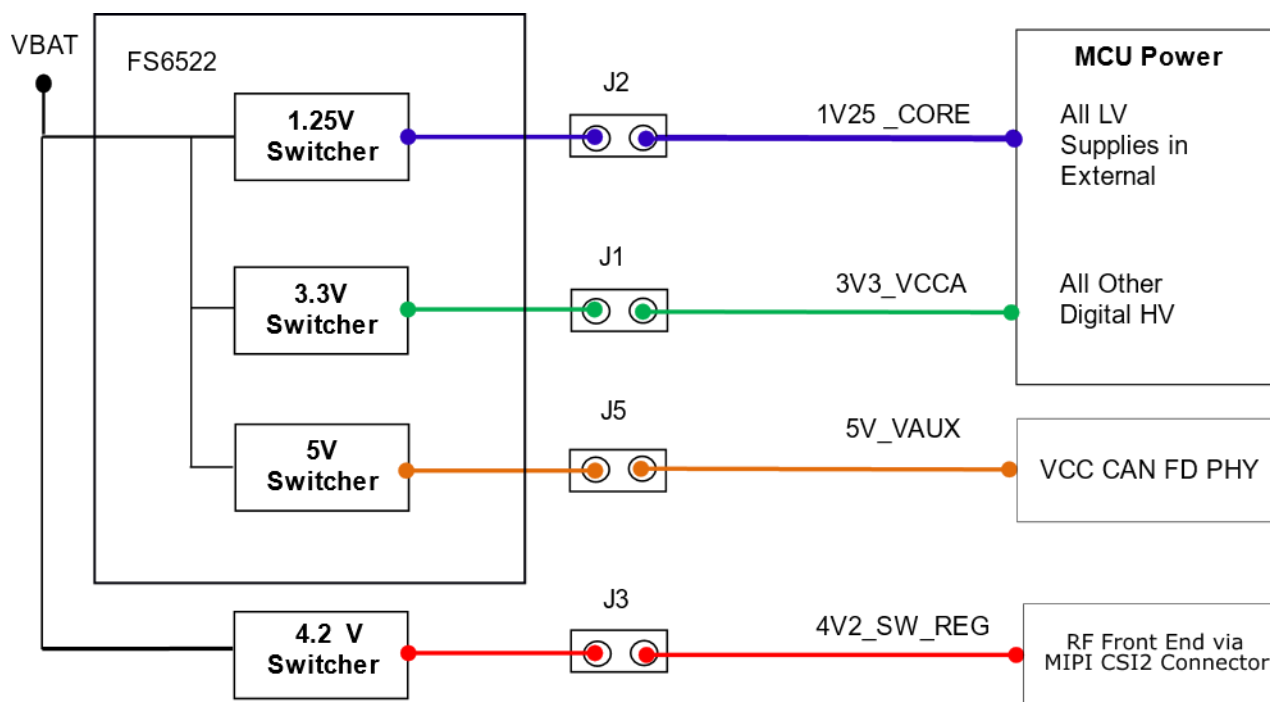 VBAT
FS6522
1.25V
Switcher
J2
1V25 _CORE
MCU Power
All LV
Supplies in
External
3.3V
Switcher
J1
3V3_VCCA
All Other
Digital HV
5V
Switcher
J5
5V_VAUX
VCC CAN FD PHY
4.2 V
Switcher
J3
4V2_SW_REG
RF Front End via
MIPI CSI2 Connector